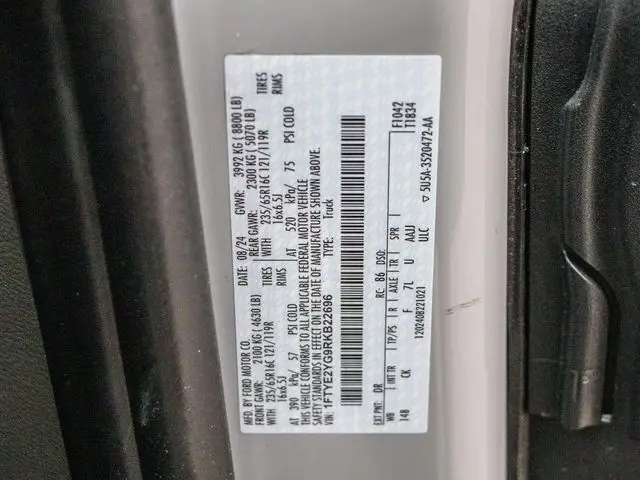 MFD. BY FORD MOTOR CO.
DATE: 08/24 GVWR: 3992 KG ( 8800 LB)
FRONT GAWR: 2100 KG ( 4630 LB) REAR GAWR: 2300 KG ( 5070 LB)
WITH 235/65R16C 121/119R TIRES WITH 235/65R16C 121/119R TIRES
16x6.5J RIMS 16x6.5J RIMS
AT 390 kPa/ 57 PSI COLD AT 520 kPa/ 75 PSI COLD
THIS VEHICLE CONFORMS TO ALL APPLICABLE FEDERAL MOTOR VEHICLE
SAFETY STANDARDS IN EFFECT ON THE DATE OF MANUFACTURE SHOWN ABOVE.
VIN: 1FTYE2YG9RKB22696 TYPE: Truck
F1042
T1834
EXT PNT: DR RC: 86 DSO:
WB INT TR TP/PS R AXLE TR SPR
148 CK F 7L U AAJ
ULC
120240822I021
5U5A-3520472-AA